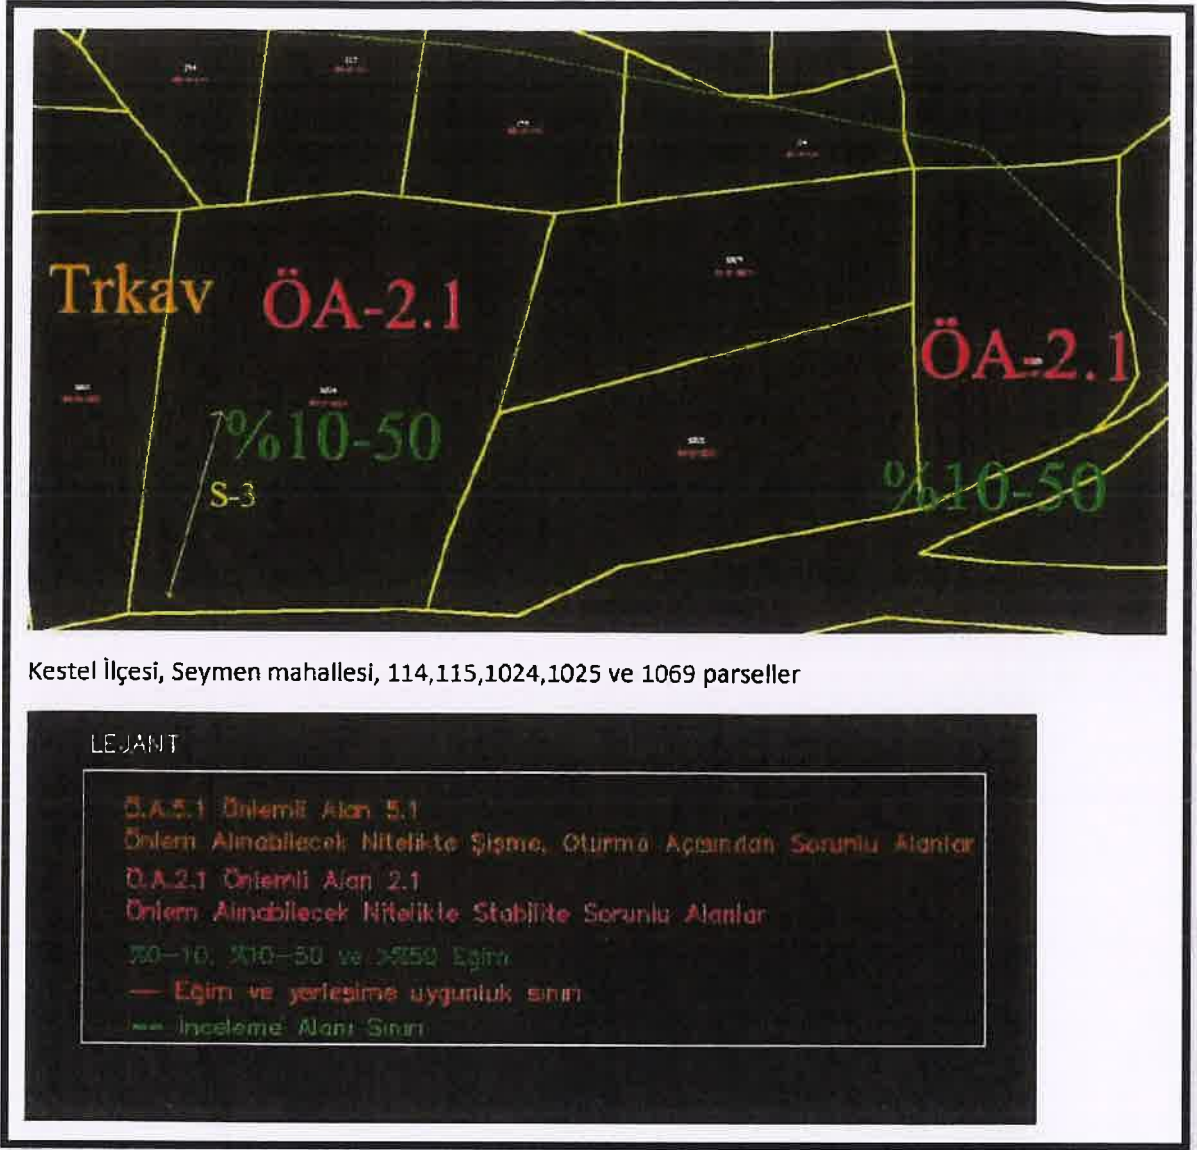 Trkav
ÖA-2.1
ÖA-2.1
%10-50
S-3
%10-50
Kestel İlçesi, Seymen mahallesi, 114,115,1024,1025 ve 1069 parseller
LEJANT
Ö.A.5.1 Önlemli Alan 5.1
Önlem Alınabilecek Nitelikte Şişme, Oturma Açısından Sorunlu Alanlar
Ö.A.2.1 Önlemli Alan 2.1
Önlem Alınabilecek Nitelikte Stabilite Sorunlu Alanlar
%0-10, %10-50 ve >%50 Eğim
Eğim ve yerleşime uygunluk sınırı
İnceleme Alanı Sınırı